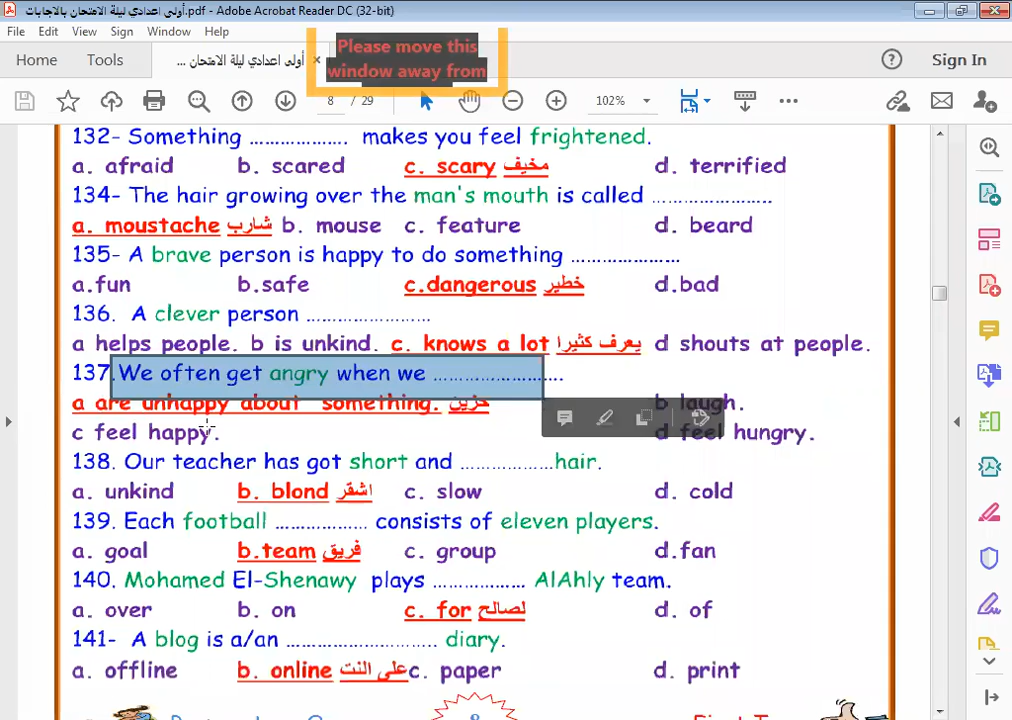 أولى اعدادي ليلة الامتحان بالاجابات.pdf - Adobe Acrobat Reader DC (32-bit)
File Edit View Sign Window Help
Home Tools أولى اعدادي ليلة الامتحان ... × Sign In
Please move this
window away from
8 / 29 102%
132- Something ................. makes you feel frightened.
a. afraid b. scared c. scary مخيف d. terrified
134- The hair growing over the man's mouth is called .....................
a. moustache شارب b. mouse c. feature d. beard
135- A brave person is happy to do something ...................
a.fun b.safe c.dangerous خطير d.bad
136. A clever person .....................
a helps people. b is unkind. c. knows a lot يعرف كثيرا d shouts at people.
137.We often get angry when we ......................
a are unhappy about something. حزين b laugh.
c feel happy. d feel hungry.
138. Our teacher has got short and ................hair.
a. unkind b. blond اشقر c. slow d. cold
139. Each football ................ consists of eleven players.
a. goal b.team فريق c. group d.fan
140. Mohamed El-Shenawy plays ................ AlAhly team.
a. over b. on c. for لصالح d. of
141- A blog is a/an ......................... diary.
a. offline b. online على النت c. paper d. print
8